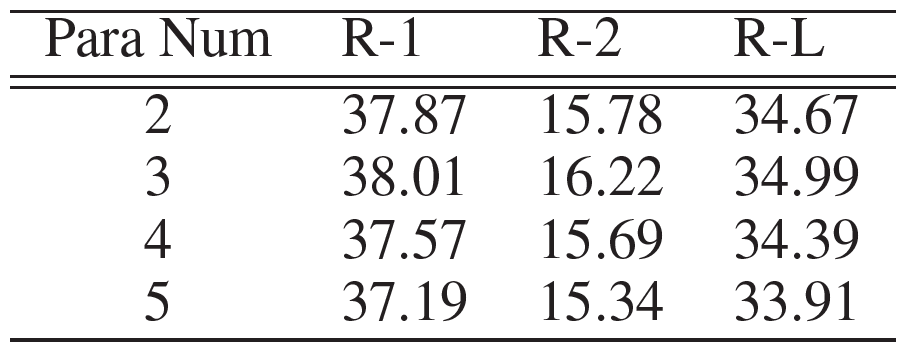 Para Num R-1 R-2 R-L
2 37.87 15.78 34.67
3 38.01 16.22 34.99
4 37.57 15.69 34.39
5 37.19 15.34 33.91